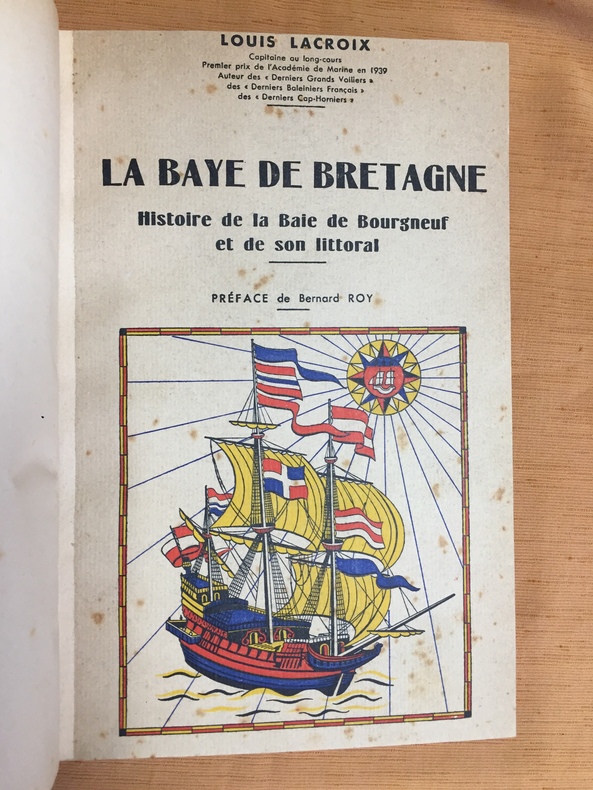 LOUIS LACROIX
Capitaine au long-cours
Premier prix de l'Académie de Marine en 1939
Auteur des « Derniers Grands Voiliers »
des « Derniers Baleiniers Français »
des « Derniers Cap-Horniers »
LA BAYE DE BRETAGNE
Histoire de la Baie de Bourgneuf
et de son littoral
PRÉFACE de Bernard ROY